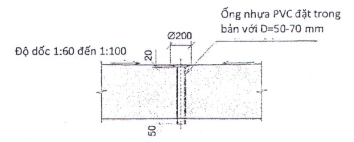 Ống nhựa PVC đặt trong
bản với D=50-70 mm
Ø200
Độ dốc 1:60 đến 1:100
20
50